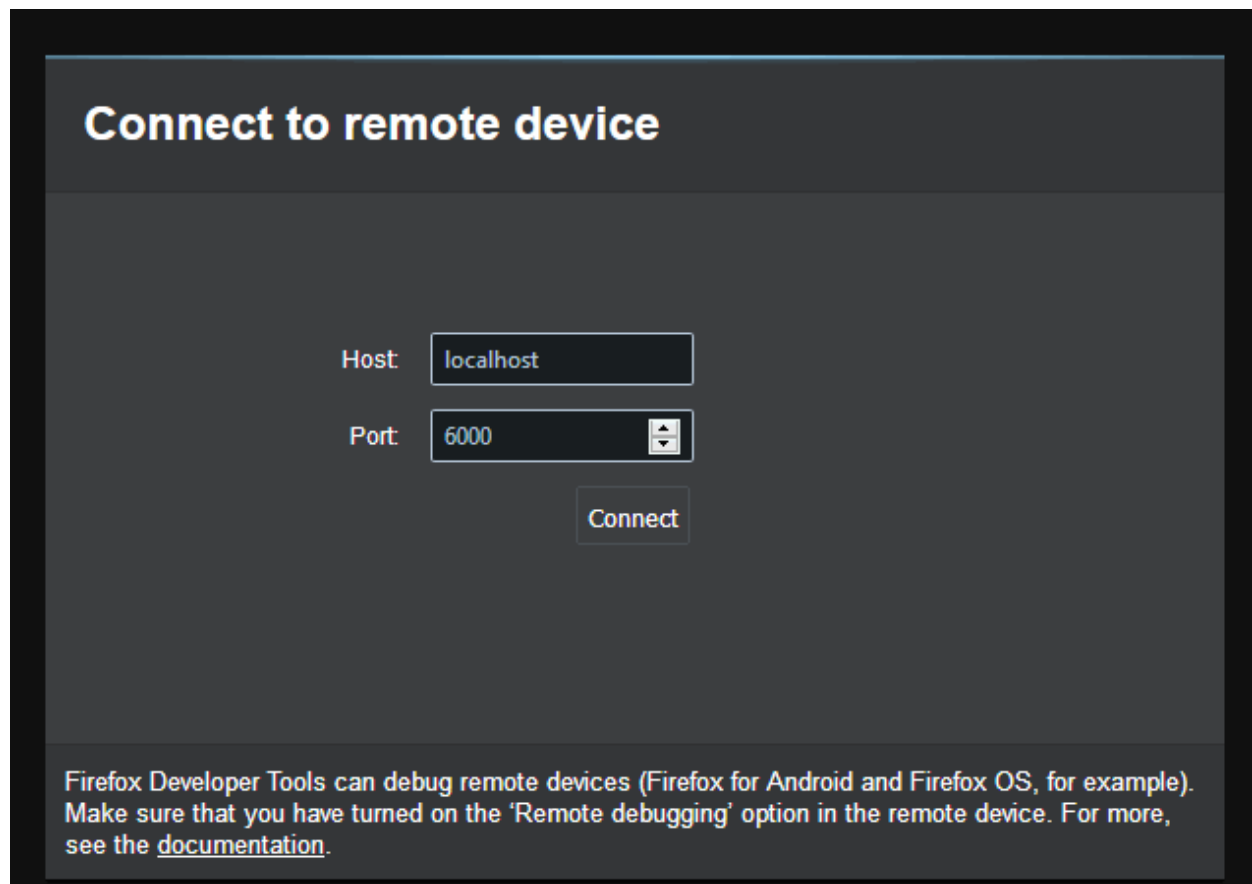 Connect to remote device
Host: localhost
Port: 6000
Connect
Firefox Developer Tools can debug remote devices (Firefox for Android and Firefox OS, for example).
Make sure that you have turned on the ‘Remote debugging’ option in the remote device. For more,
see the documentation.